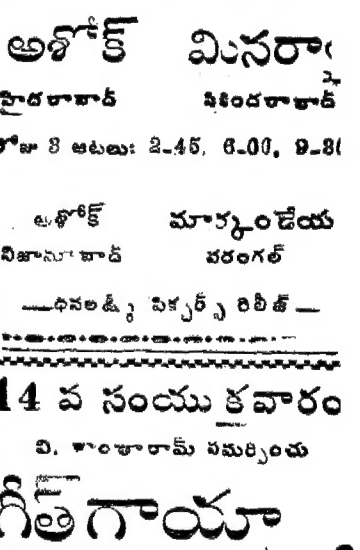 అశోక్ మినర్వా
హైదరాబాద్ సికిందరాబాద్
రోజు 3 ఆటలు: 2-45, 6-00, 9-30
అశోక్ మార్కండేయ
నిజామాబాద్ వరంగల్
—ధనలక్ష్మీ పిక్చర్స్ రిలీజ్—
14 వ సంయుక్తవారం
వి. శాంతారామ్ సమర్పించు
గీత్ గాయా